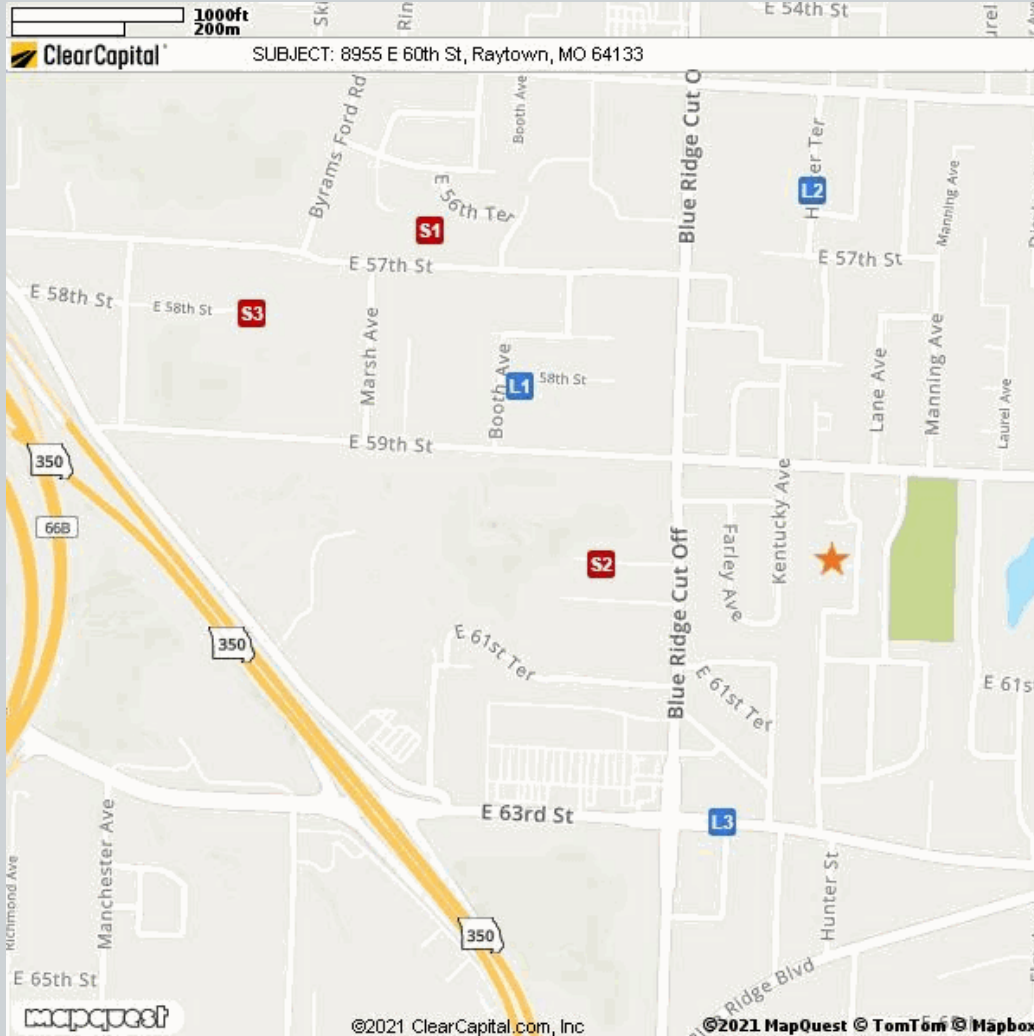 1000ft
200m
E 54th St
ClearCapital
SUBJECT: 8955 E 60th St, Raytown, MO 64133
Byrams Ford Rd
Booth Ave
Blue Ridge Cut O
E 56th Ter
L2
er Ter
Manning Ave
S1
E 57th St
E 57th St
E 58th St
E 58th St
S3
Marsh Ave
Booth Ave
L1
58th St
Lane Ave
Manning Ave
Laurel Ave
E 59th St
350
66B
Kentucky Ave
Farley Ave
Blue Ridge Cut Off
S2
350
E 61st Ter
E 61st Ter
E 61s
E 63rd St
L3
Manchester Ave
Richmond Ave
Hunter St
350
E 65th St
Ridge Blvd
mapquest
©2021 ClearCapital.com, Inc
©2021 MapQuest © TomTom © Mapbox